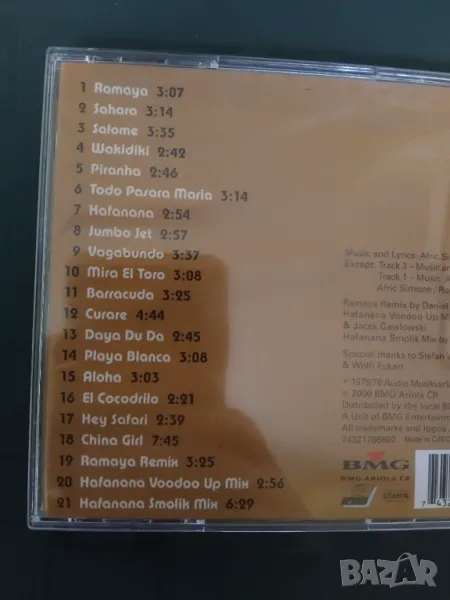 1 Ramaya 3:07
2 Sahara 3:14
3 Salome 3:35
4 Wakidiki 2:42
5 Piranha 2:46
6 Todo Pasara Maria 3:14
7 Hafanana 2:54
8 Jumbo Jet 2:57
9 Vagabundo 3:37
10 Mira El Toro 3:08
11 Barracuda 3:25
12 Curare 4:44
13 Daya Du Da 2:45
14 Playa Blanca 3:08
15 Aloha 3:03
16 El Cocodrilo 2:21
17 Hey Safari 2:39
18 China Girl 7:45
19 Ramaya Remix 3:25
20 Hafanana Voodoo Up Mix 2:56
21 Hafanana Smolik Mix 6:29
Music and Lyrics: Afric Si
Except: Track 3 - Music an
Track 1 - Music:
Afric Simone / Ro
Ramaya Remix by Daniel
Hafanana Voodoo Up M
& Jacek Gawlowski
Hafanana Smolik Mix by
Special thanks to Stefan
& Wolfi Eckart
Audio Musikverla
2000 BMG Ariola ČR
Distributed by the local B
A Unit of BMG Entertain
All trademarks and logos
74321786802
Made in CZEC
BMG
BMG ARIOLA ČR
BAZAR